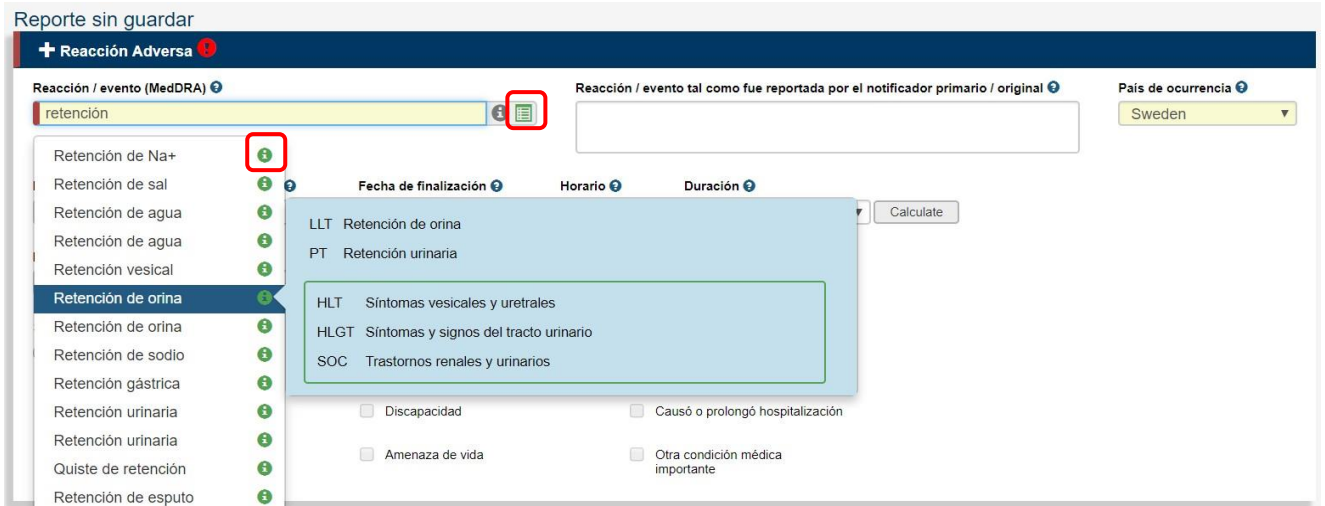 Reporte sin guardar
Reacción Adversa
Reacción / evento (MedDRA)
Reacción / evento tal como fue reportada por el notificador primario / original
País de ocurrencia
retención
Sweden
Retención de Na+
Retención de sal
Fecha de finalización
Horario
Duración
Retención de agua
Calculate
LLT Retención de orina
Retención de agua
PT Retención urinaria
Retención vesical
Retención de orina
HLT Síntomas vesicales y uretrales
Retención de orina
HLGT Síntomas y signos del tracto urinario
Retención de sodio
SOC Trastornos renales y urinarios
Retención gástrica
Retención urinaria
Discapacidad
Causó o prolongó hospitalización
Retención urinaria
Amenaza de vida
Otra condición médica
importante
Quiste de retención
Retención de esputo